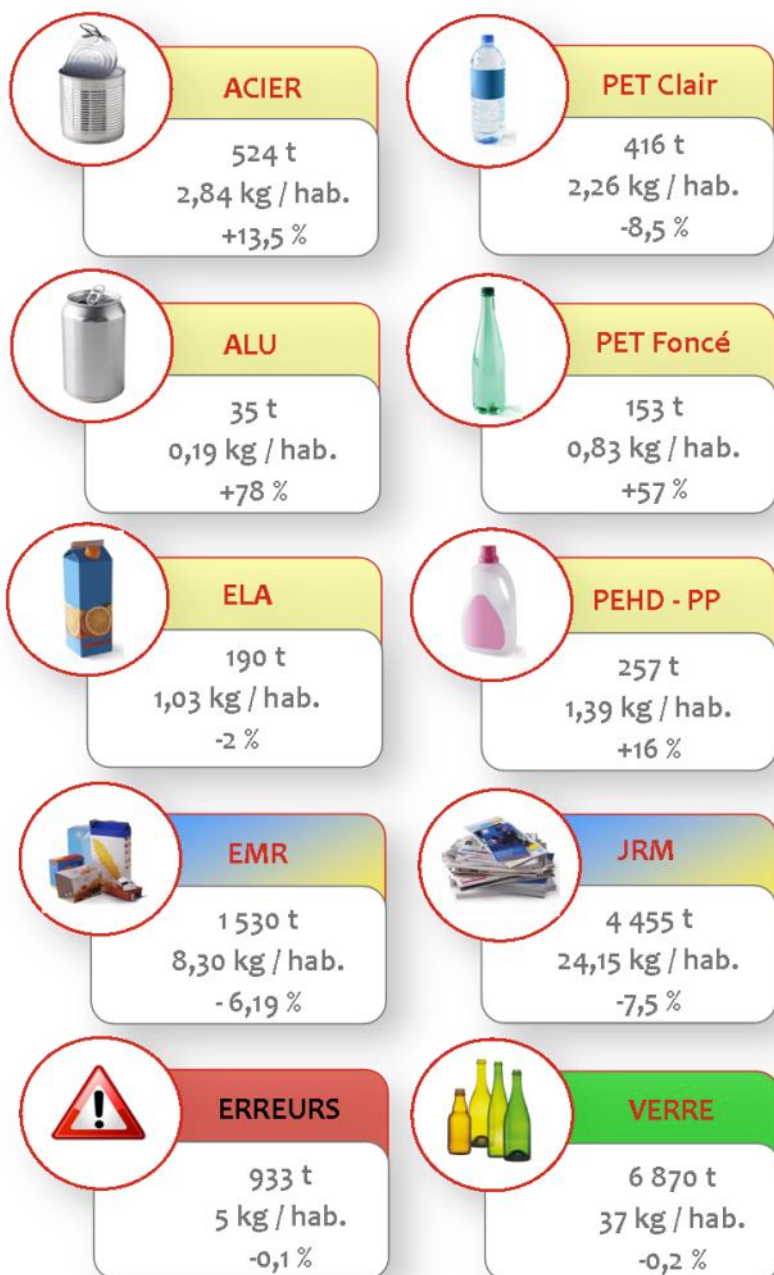 ACIER
524 t
2,84 kg / hab.
+13,5 %
PET Clair
416 t
2,26 kg / hab.
-8,5 %
ALU
35 t
0,19 kg / hab.
+78 %
PET Foncé
153 t
0,83 kg / hab.
+57 %
ELA
190 t
1,03 kg / hab.
-2 %
PEHD - PP
257 t
1,39 kg / hab.
+16 %
EMR
1 530 t
8,30 kg / hab.
- 6,19 %
JRM
4 455 t
24,15 kg / hab.
-7,5 %
ERREURS
933 t
5 kg / hab.
-0,1 %
VERRE
6 870 t
37 kg / hab.
-0,2 %